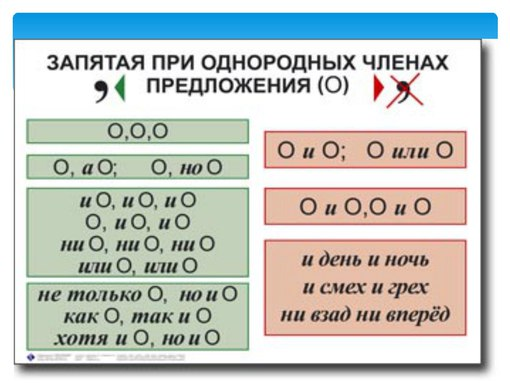 ЗАПЯТАЯ ПРИ ОДНОРОДНЫХ ЧЛЕНАХ
ПРЕДЛОЖЕНИЯ (О)
О,О,О
О, а О; О, но О
и О, и О, и О
О, и О, и О
ни О, ни О, ни О
или О, или О
не только О, но и О
как О, так и О
хотя и О, но и О
О и О; О или О
О и О,О и О
и день и ночь
и смех и грех
ни взад ни вперёд